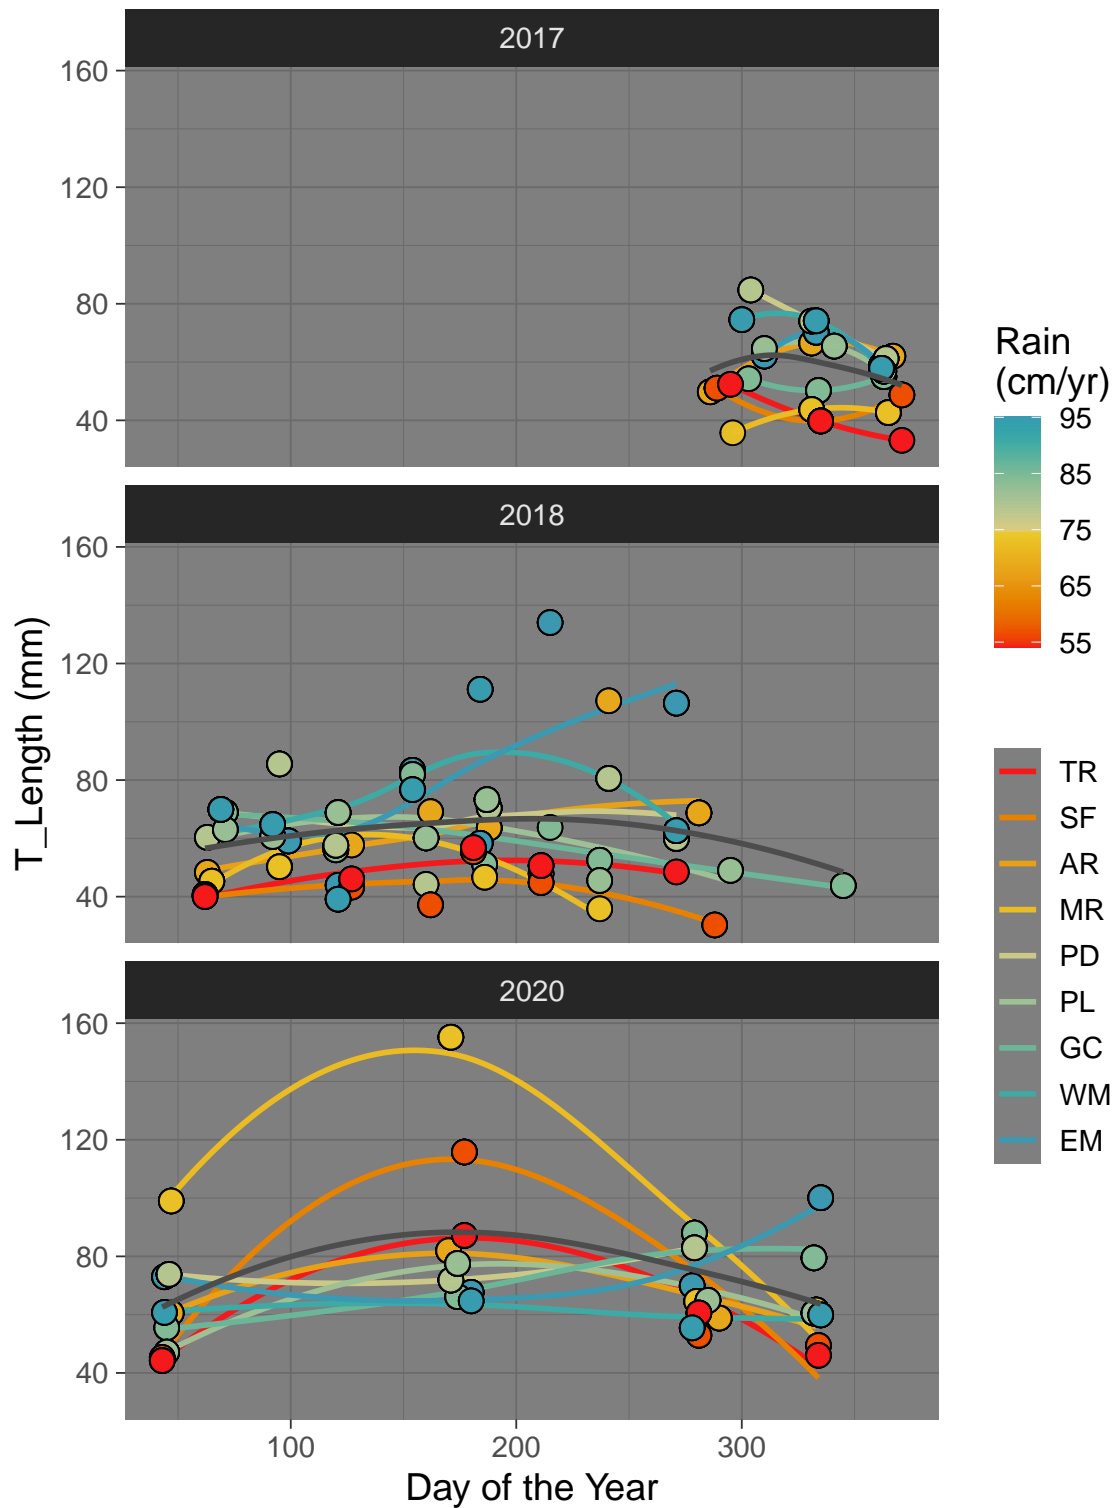 2017
160
120
80
40
2018
160
120
80
40
2020
160
120
80
40
100 200 300
Day of the Year
T_Length (mm)
Rain
(cm/yr)
95
85
75
65
55
TR
SF
AR
MR
PD
PL
GC
WM
EM